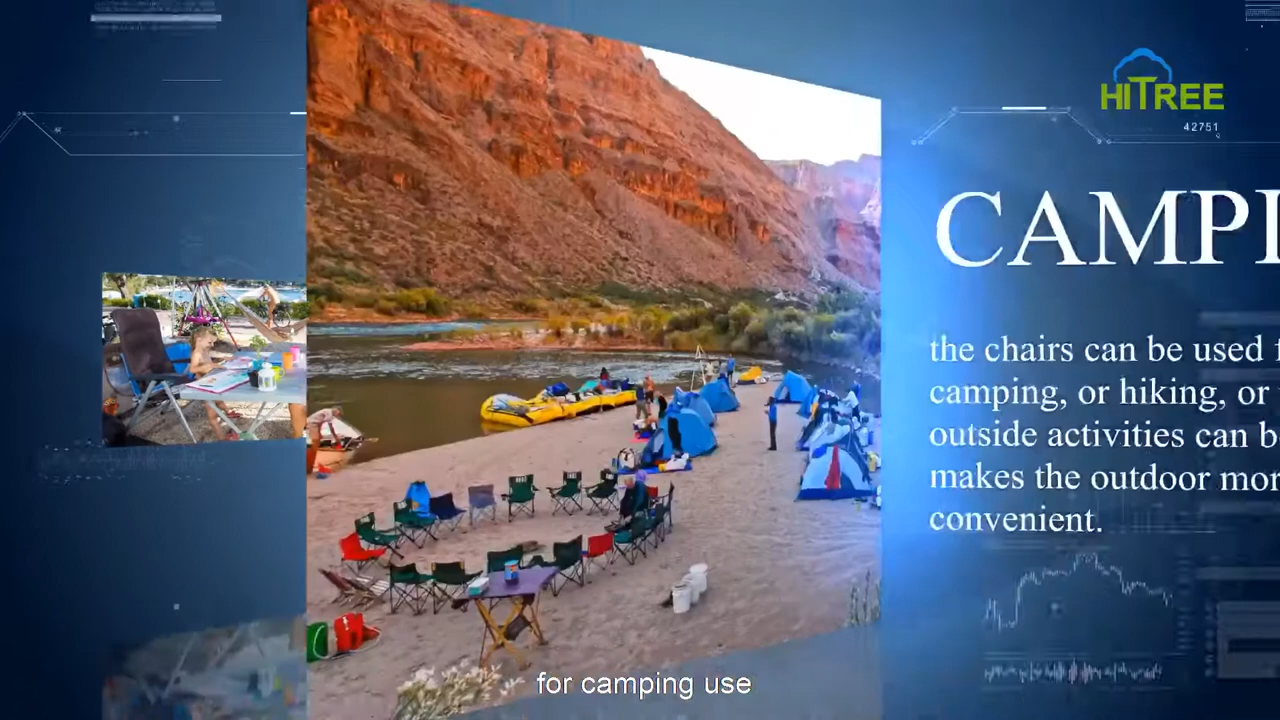 HITREE
42751
CAMPI
the chairs can be used f
camping, or hiking, or
outside activities can b
makes the outdoor mor
convenient.
for camping use